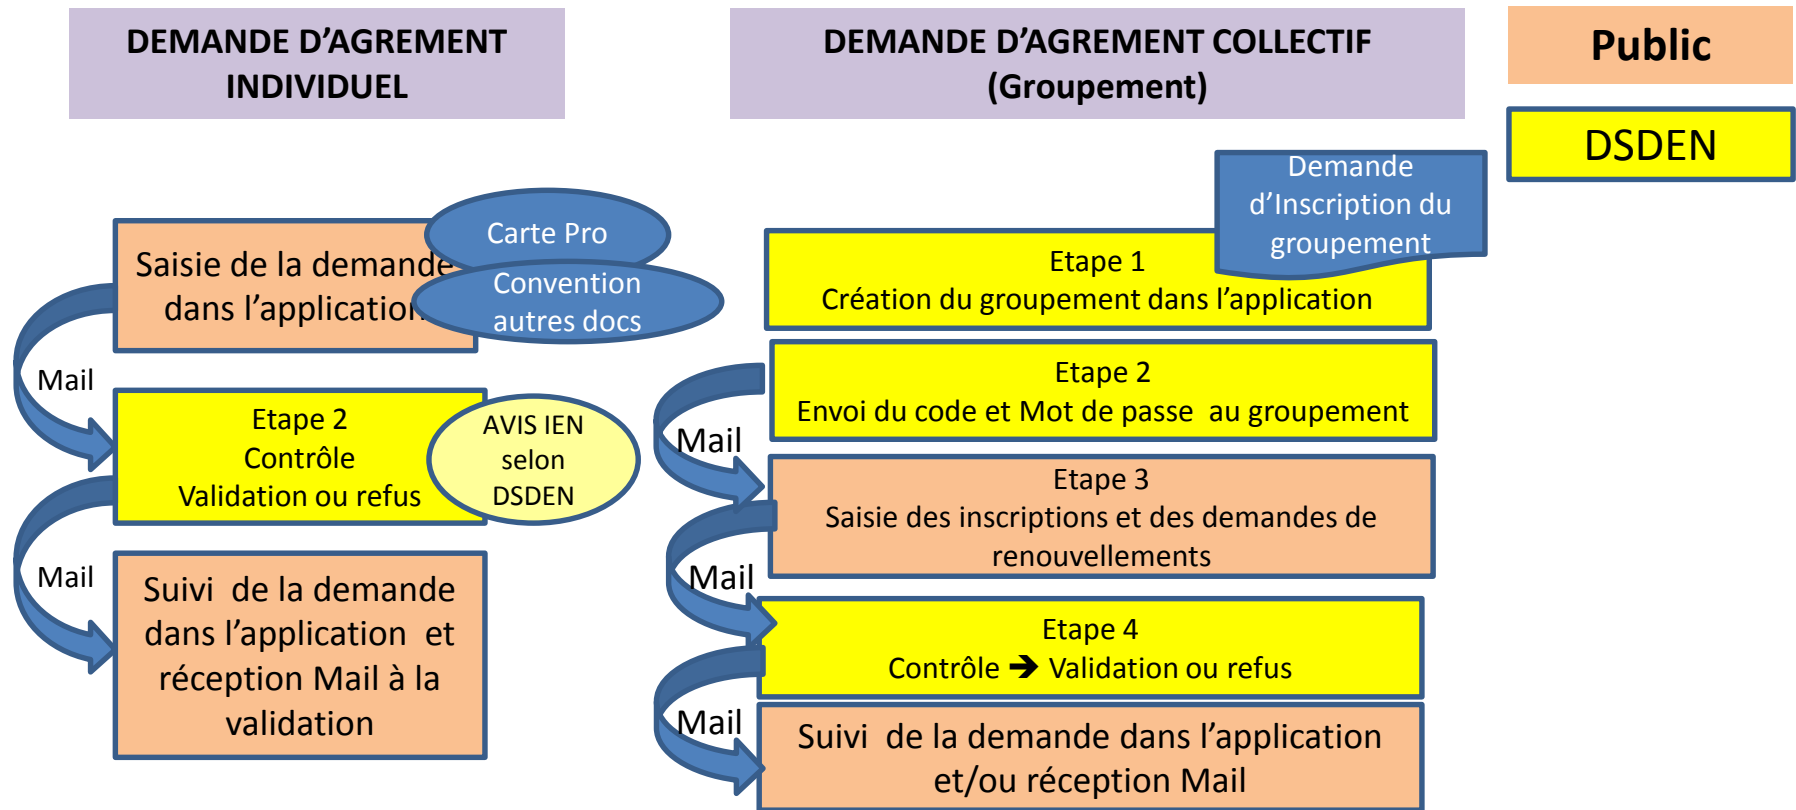 DEMANDE D’AGREMENT
INDIVIDUEL
DEMANDE D’AGREMENT COLLECTIF
(Groupement)
Public
DSDEN
Saisie de la demande
dans l’application
Carte Pro
Convention
autres docs
Mail
Etape 2
Contrôle
Validation ou refus
AVIS IEN
selon
DSDEN
Mail
Suivi de la demande
dans l’application et
réception Mail à la
validation
Demande
d’Inscription du
groupement
Etape 1
Création du groupement dans l’application
Etape 2
Envoi du code et Mot de passe au groupement
Mail
Etape 3
Saisie des inscriptions et des demandes de
renouvellements
Mail
Etape 4
Contrôle ➔ Validation ou refus
Mail
Suivi de la demande dans l’application
et/ou réception Mail